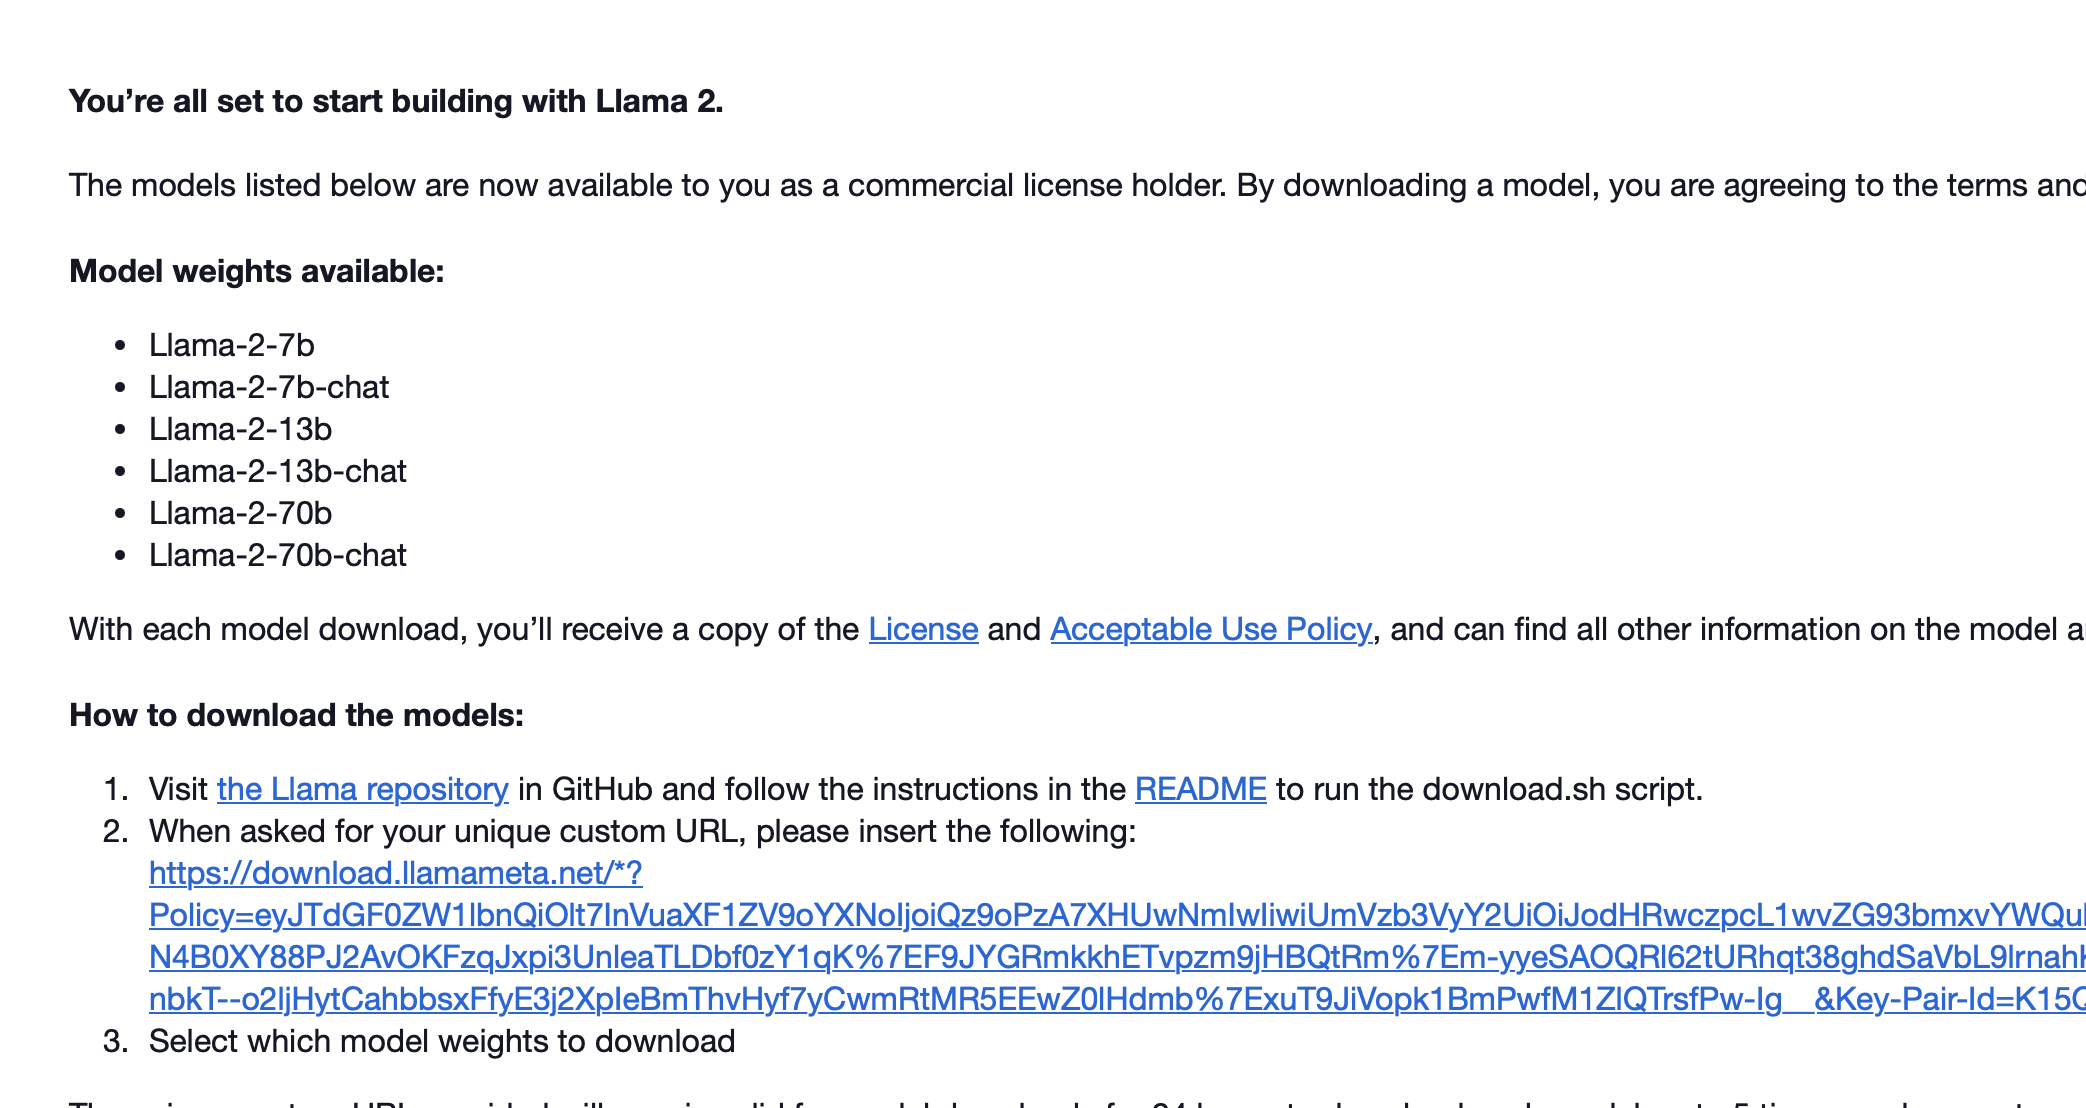 You’re all set to start building with Llama 2.
The models listed below are now available to you as a commercial license holder. By downloading a model, you are agreeing to the terms and
Model weights available:
• Llama-2-7b
• Llama-2-7b-chat
• Llama-2-13b
• Llama-2-13b-chat
• Llama-2-70b
• Llama-2-70b-chat
With each model download, you’ll receive a copy of the License and Acceptable Use Policy, and can find all other information on the model a
How to download the models:
1. Visit the Llama repository in GitHub and follow the instructions in the README to run the download.sh script.
2. When asked for your unique custom URL, please insert the following:
https://download.llamameta.net/*?
Policy=eyJTdGF0ZW1lbnQiOlt7InVuaXF1ZV9oYXNoIjoiQz9oPzA7XHUwNmIwIiwiUmVzb3VyY2UiOiJodHRwczpcL1wvZG93bmxvYWQu
N4B0XY88PJ2AvOKFzqJxpi3UnleaTLDbf0zY1qK%7EF9JYGRmkkhETvpzm9jHBQtRm%7Em-yyeSAOQRl62tURhqt38ghdSaVbL9lrnah
nbkT--o2ljHytCahbbsxFfyE3j2XpIeBmThvHyf7yCwmRtMR5EEwZ0lHdmb%7ExuT9JiVopk1BmPwfM1ZlQTrsfPw-Ig__&Key-Pair-Id=K15
3. Select which model weights to download